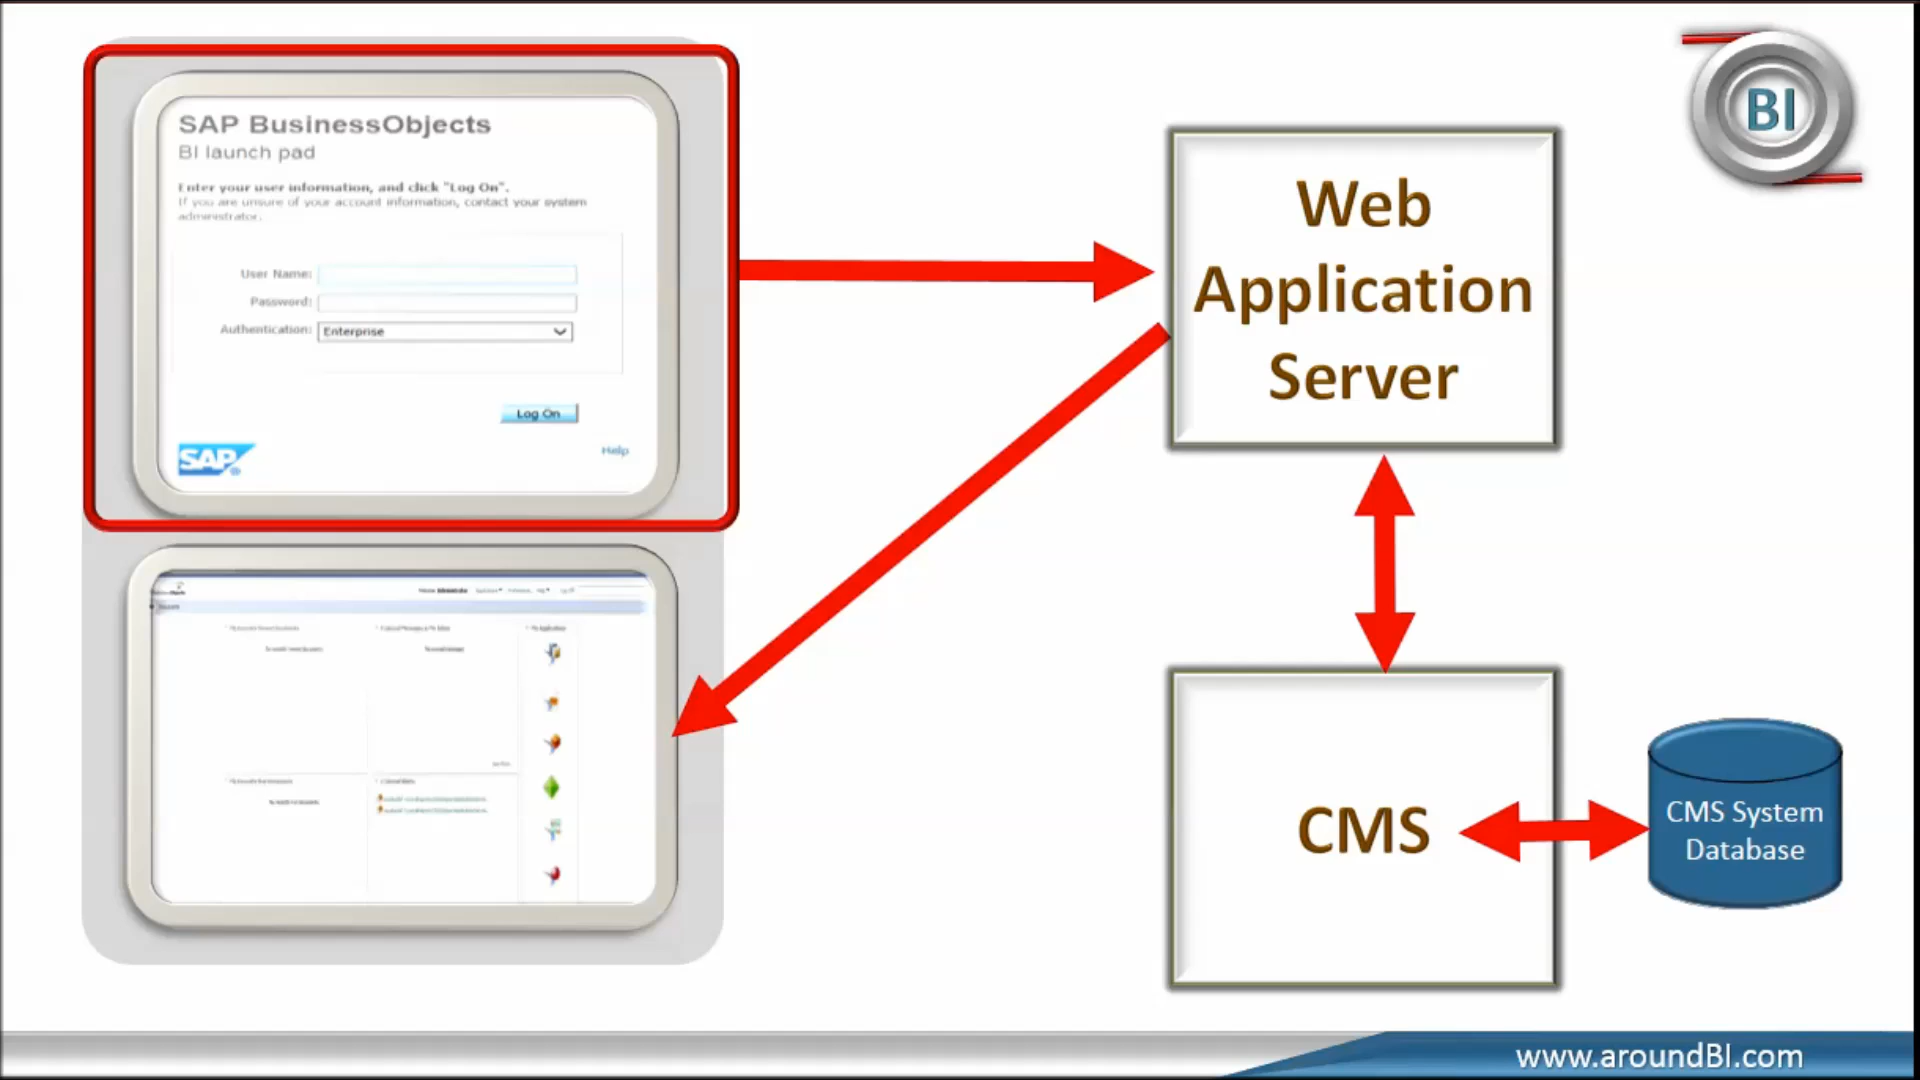 SAP BusinessObjects
BI launch pad
Enter your user information, and click "Log On".
If you are unsure of your account information, contact your system
administrator.
User Name:
Password:
Authentication: Enterprise
Log On
Help
SAP
BI
Web
Application
Server
CMS
CMS System
Database
www.aroundBI.com